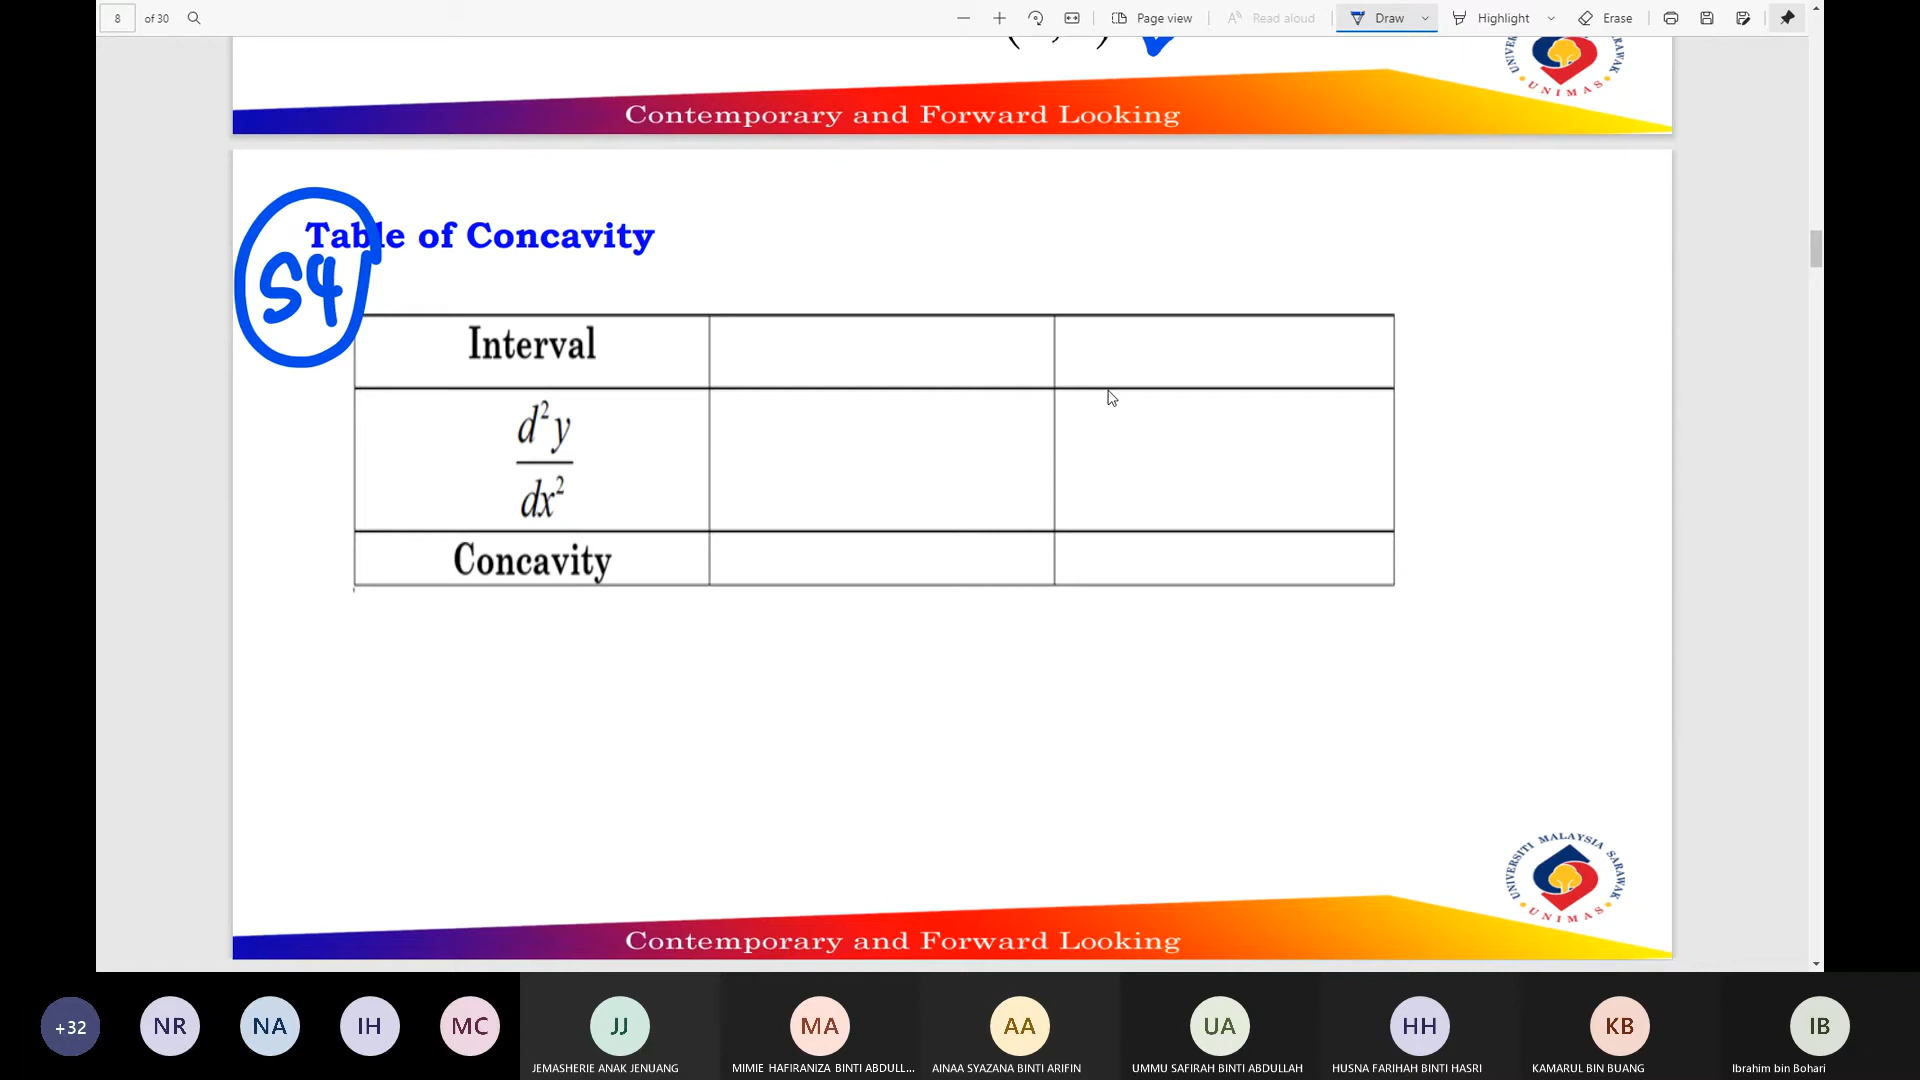 8 of 30
Page view
Read aloud
Draw
Highlight
Erase
UNIMAS
Contemporary and Forward Looking
Table of Concavity
S4
Interval
d²y
dx²
Concavity
UNIVERSITI MALAYSIA SARAWAK
UNIMAS
Contemporary and Forward Looking
+32
NR
NA
IH
MC
JJ
MA
AA
UA
HH
KB
IB
JEMASHERIE ANAK JENUANG
MIMIE HAFIRANIZA BINTI ABDULL...
AINAA SYAZANA BINTI ARIFIN
UMMU SAFIRAH BINTI ABDULLAH
HUSNA FARIHAH BINTI HASRI
KAMARUL BIN BUANG
Ibrahim bin Bohari